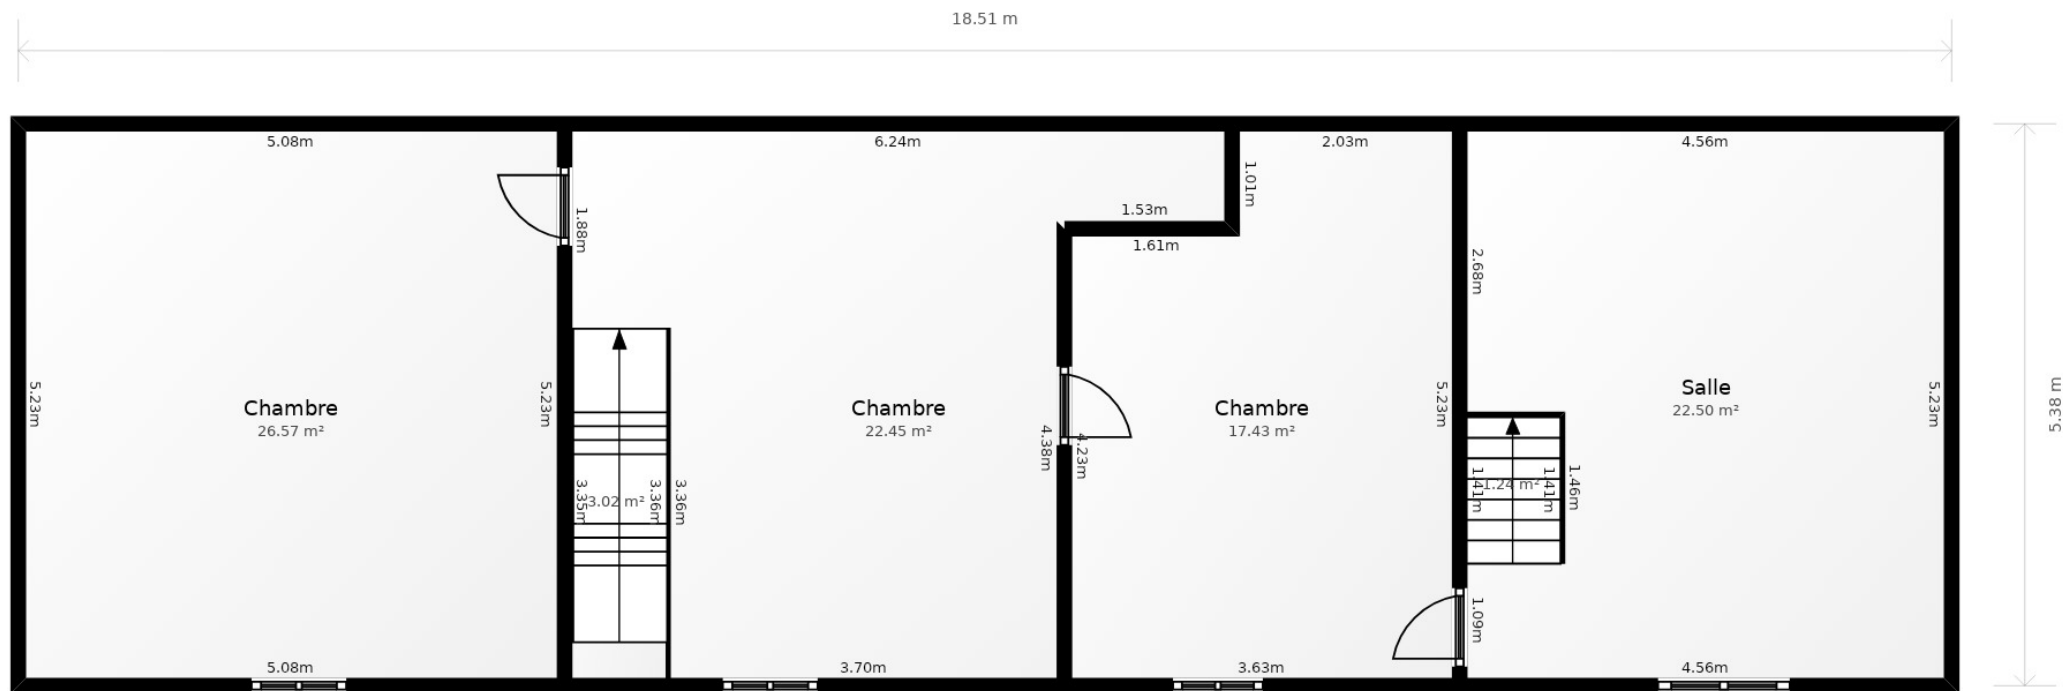 18.51 m
5.08m
6.24m
2.03m
4.56m
1.01m
1.88m
1.53m
1.61m
2.68m
5.23m
5.23m
Chambre
26.57 m²
Chambre
22.45 m²
Chambre
17.43 m²
5.23m
Salle
22.50 m²
5.23m
5.38 m
4.38m
4.23m
3.35m
3.02 m²
3.36m
3.36m
1.41m
1.24 m²
1.41m
1.46m
1.09m
5.08m
3.70m
3.63m
4.56m